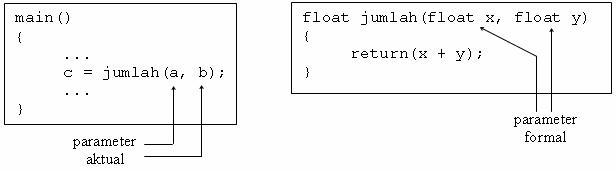 main()
{
...
c = jumlah(a, b);
...
}
parameter
aktual
float jumlah(float x, float y)
{
return(x + y);
}
parameter
formal